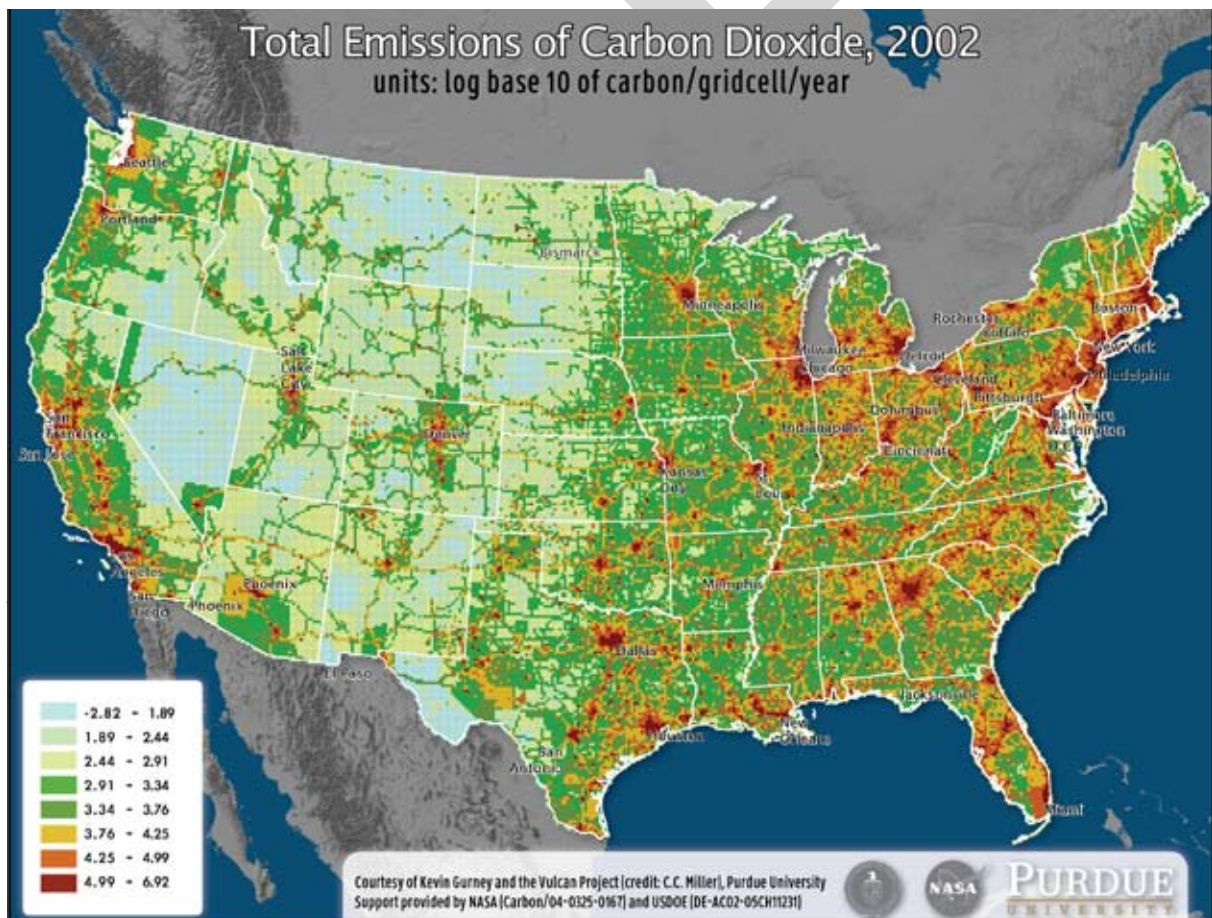 Total Emissions of Carbon Dioxide, 2002
units: log base 10 of carbon/gridcell/year
Seattle
Portland
Bismarck
Minneapolis
Boston
Rochester
Buffalo
New York
Milwaukee
Detroit
Chicago
Cleveland
Philadelphia
Pittsburgh
Salt
Lake
City
Columbus
Baltimore
Denver
Indianapolis
Washington
D.C.
San
Francisco
Cincinnati
San Jose
Kansas
City
St.
Louis
Los
Angeles
Memphis
Phoenix
San
Diego
Phoenix
Dallas
El Paso
Jacksonville
New
Orleans
Houston
San
Antonio
Miami
-2.82 - 1.89
1.89 - 2.44
2.44 - 2.91
2.91 - 3.34
3.34 - 3.76
3.76 - 4.25
4.25 - 4.99
4.99 - 6.92
Courtesy of Kevin Gurney and the Vulcan Project (credit: C.C. Miller), Purdue University
Support provided by NASA (Carbon/04-0325-0167) and USDOE (DE-AC02-05CH11231)
NASA
PURDUE
UNIVERSITY